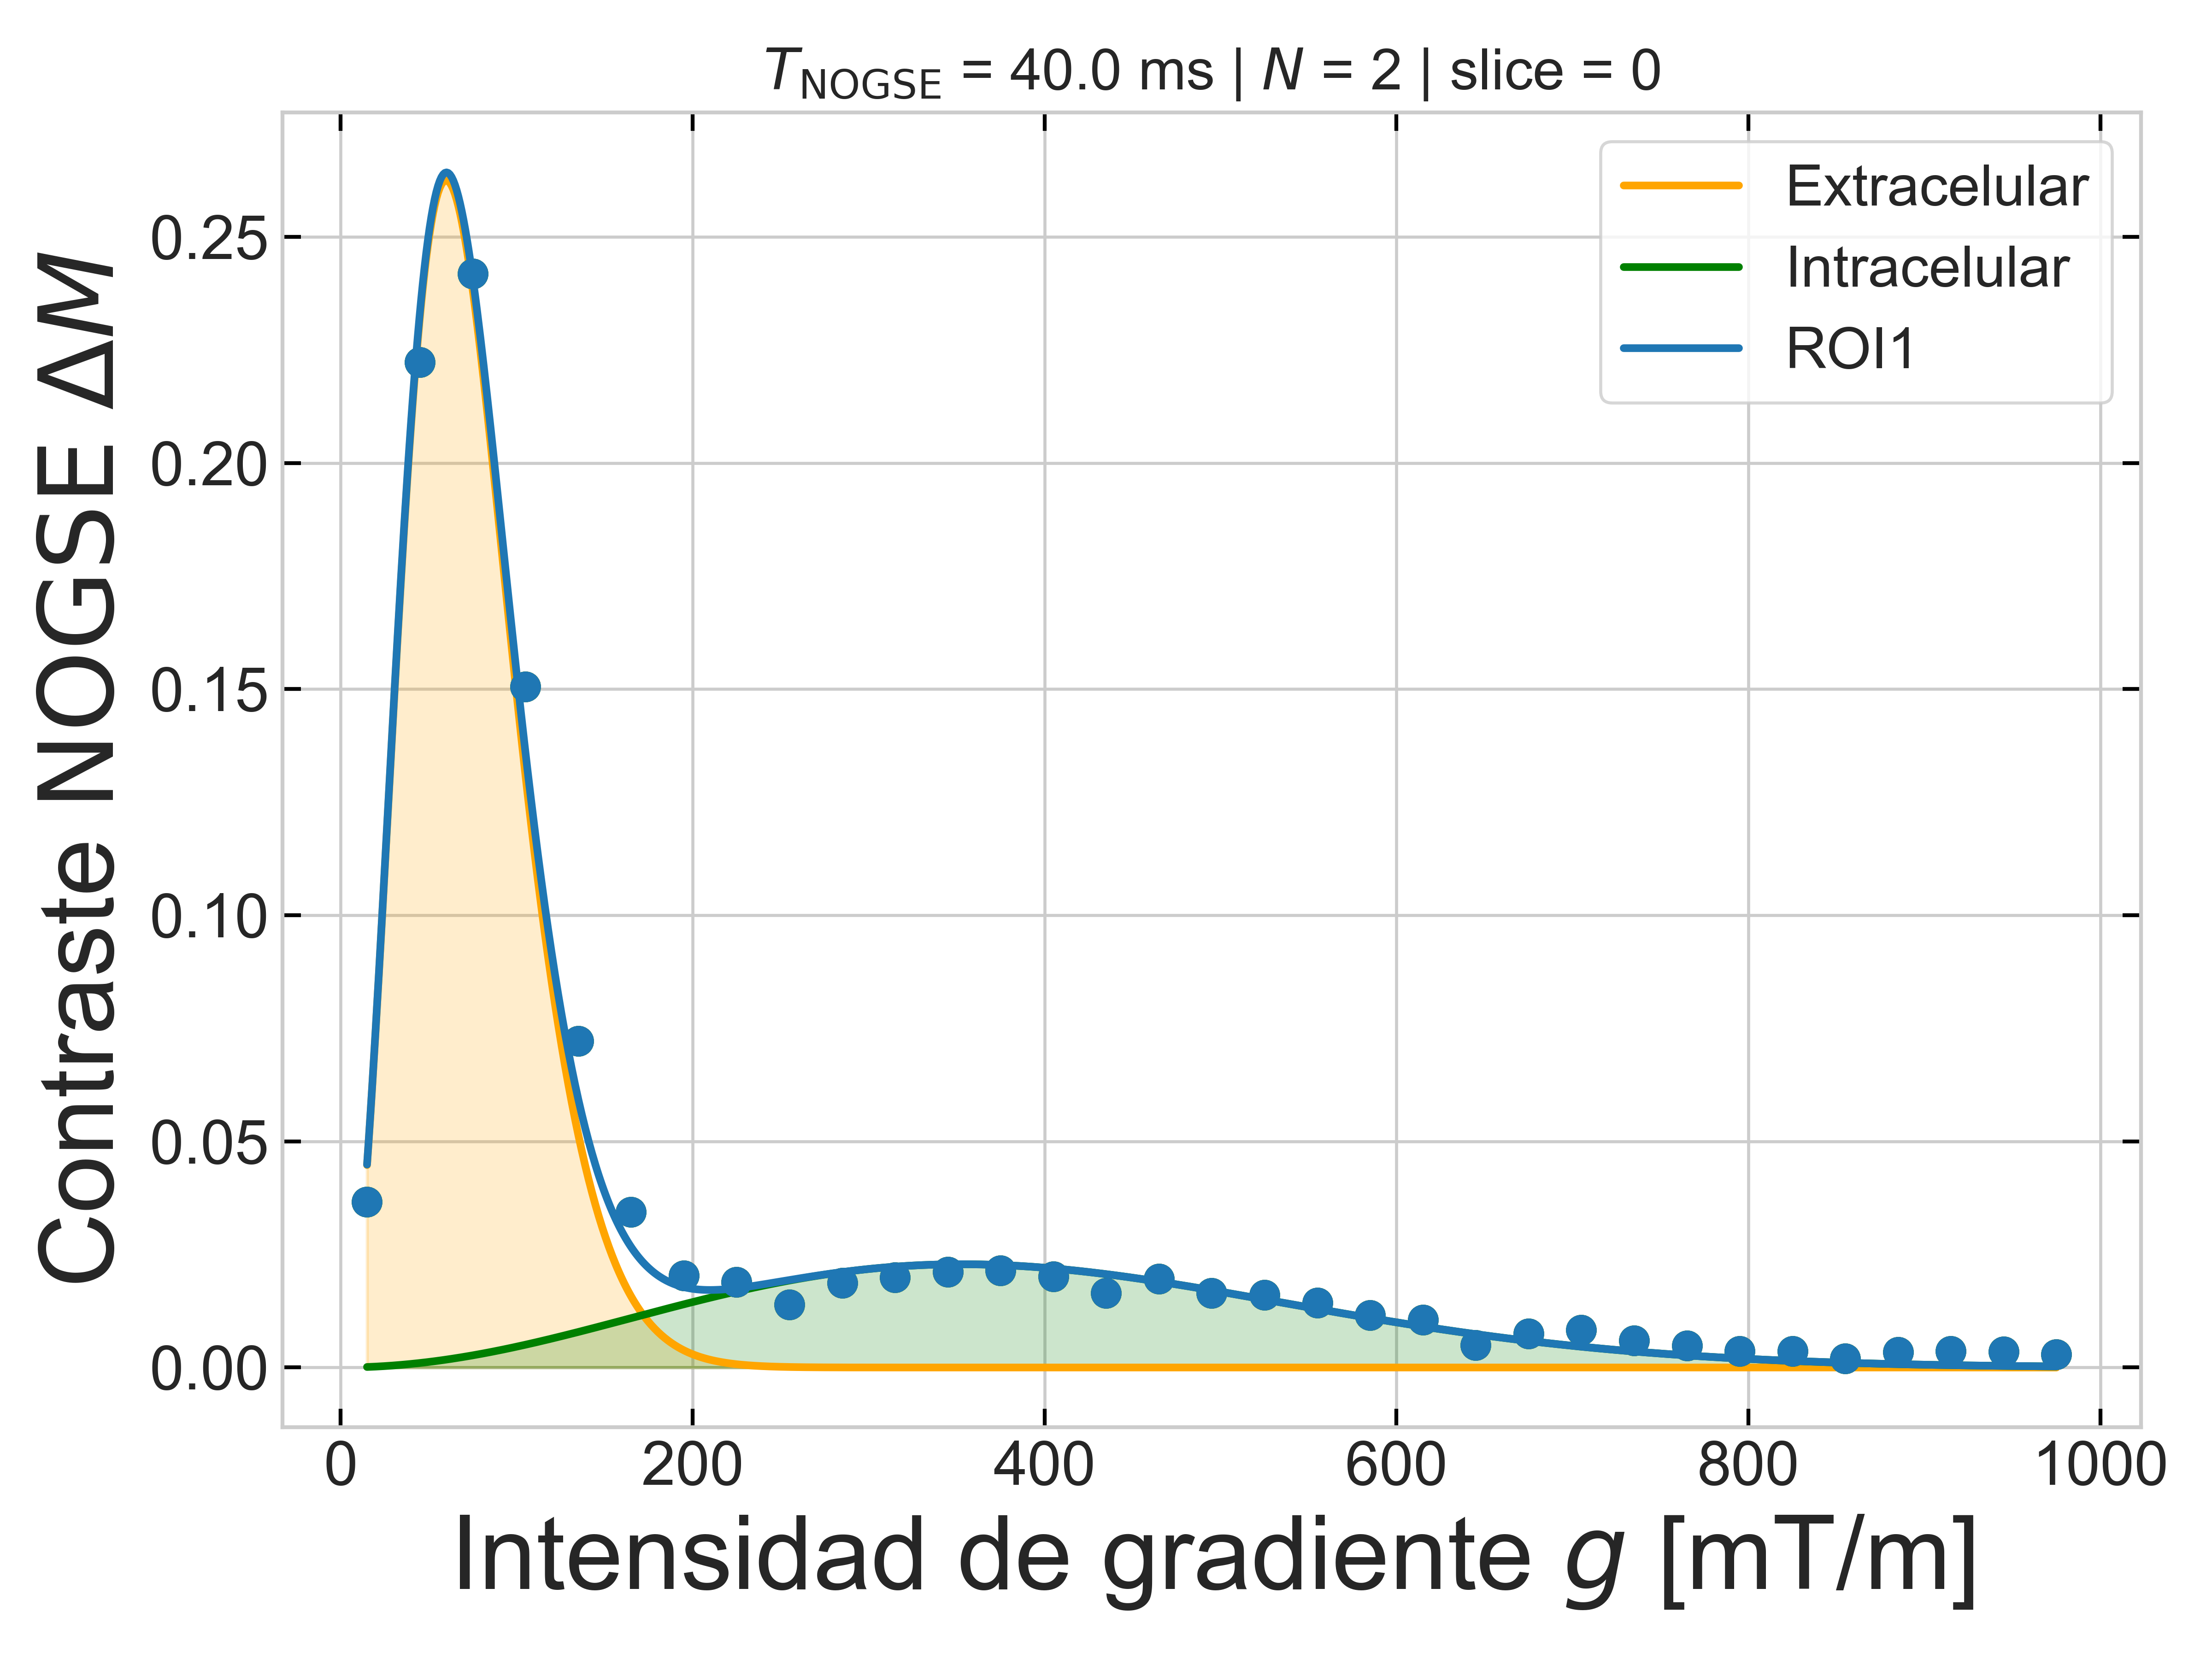 T_NOGSE = 40.0 ms | N = 2 | slice = 0
Contraste NOGSE ΔM
0.25
0.20
0.15
0.10
0.05
0.00
Extracelular
Intracelular
ROI1
0 200 400 600 800 1000
Intensidad de gradiente g [mT/m]